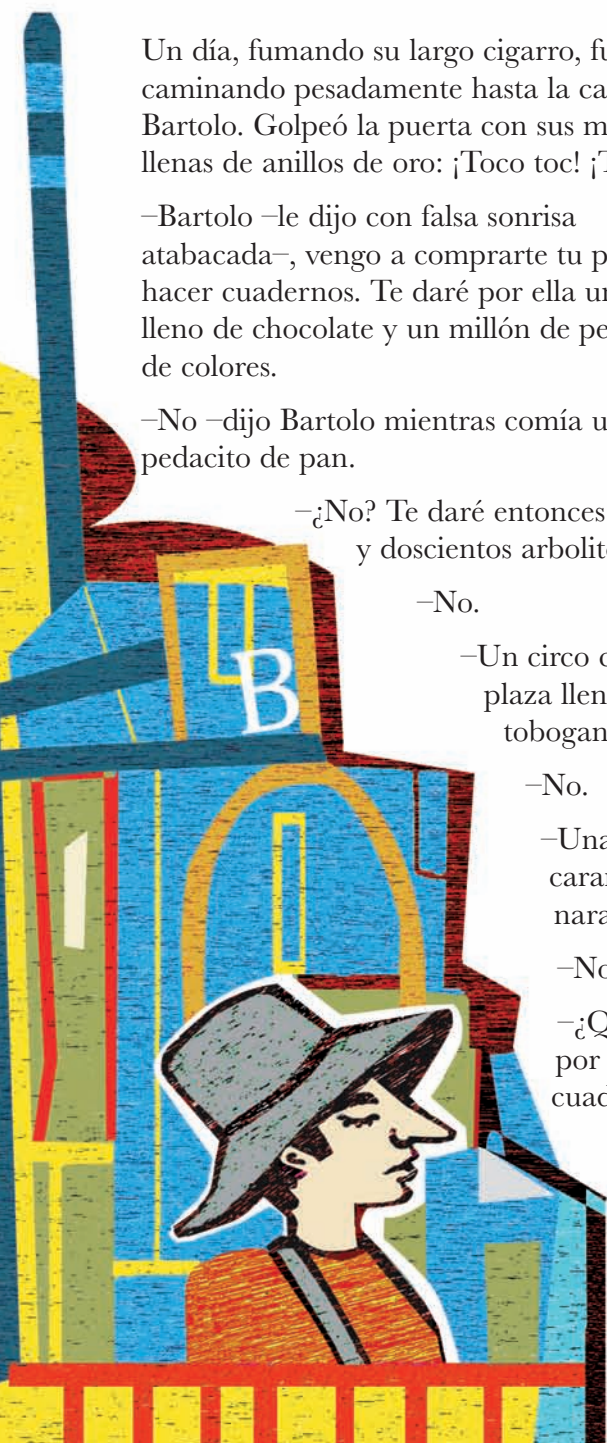 Un día, fumando su largo cigarro, fu
caminando pesadamente hasta la ca
Bartolo. Golpeó la puerta con sus m
llenas de anillos de oro: ¡Toco toc! ¡T
–Bartolo –le dijo con falsa sonrisa
atabacada–, vengo a comprarte tu p
hacer cuadernos. Te daré por ella un
lleno de chocolate y un millón de pe
de colores.
–No –dijo Bartolo mientras comía u
pedacito de pan.
–¿No? Te daré entonces
y doscientos arbolit
–No.
–Un circo d
plaza llen
tobogan
–No.
–Una
caran
nara
–No
–¿Q
por
cuad
B